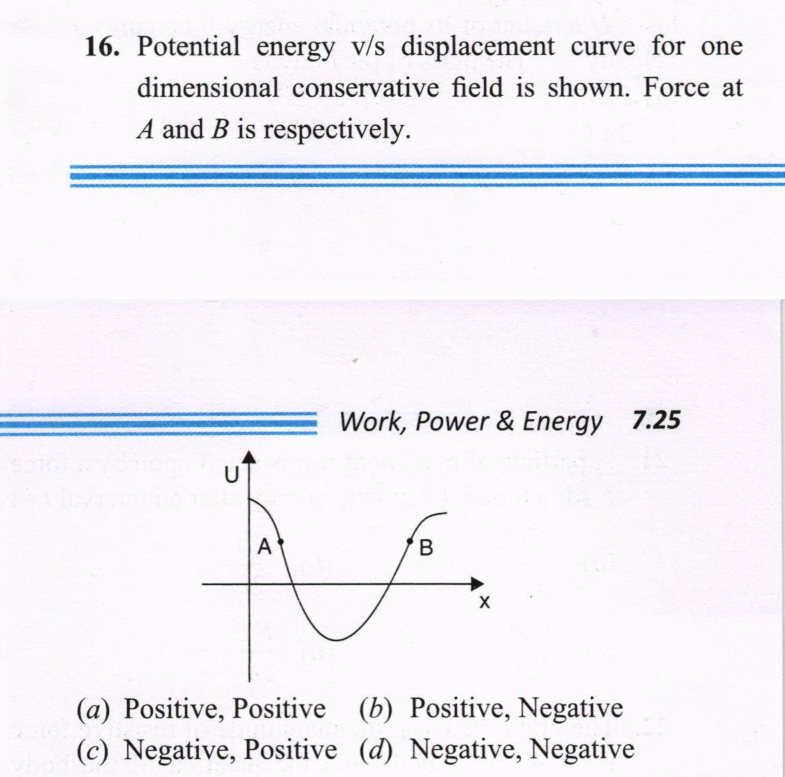 16. Potential energy v/s displacement curve for one
dimensional conservative field is shown. Force at
A and B is respectively.
Work, Power & Energy 7.25
U
A
B
x
(a) Positive, Positive (b) Positive, Negative
(c) Negative, Positive (d) Negative, Negative